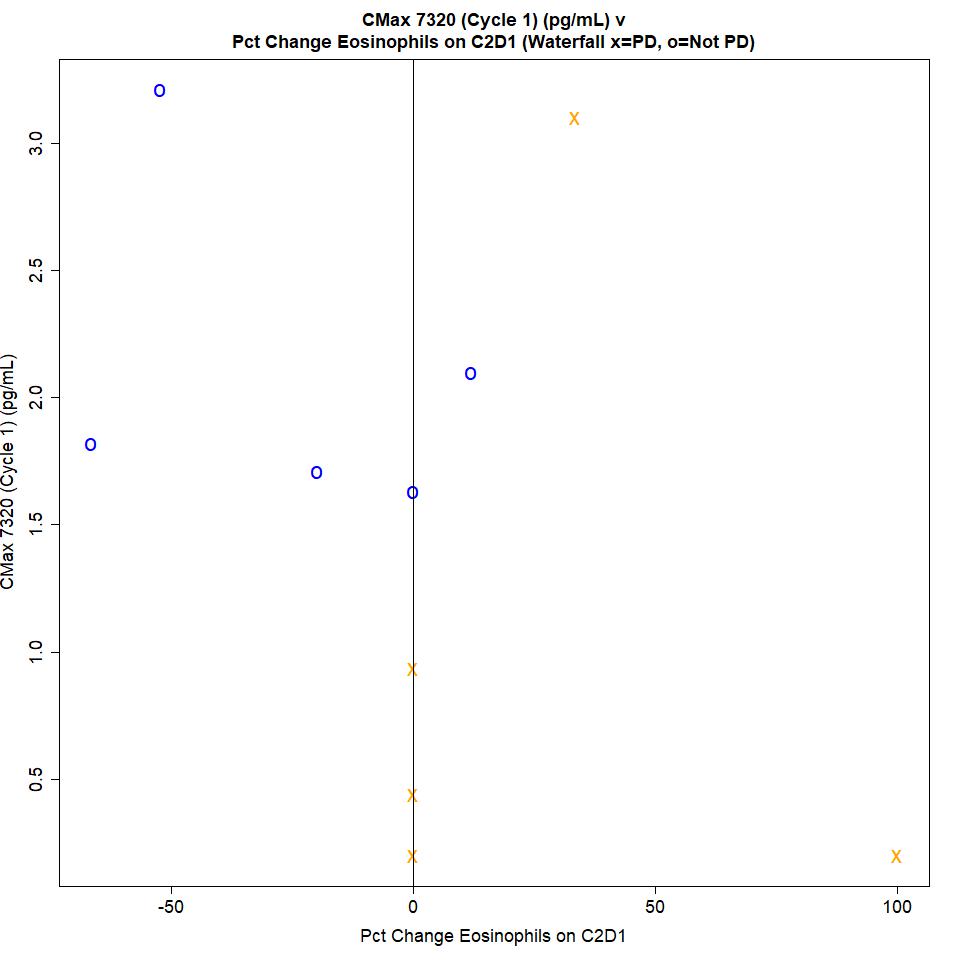 CMax 7320 (Cycle 1) (pg/mL) v
Pct Change Eosinophils on C2D1 (Waterfall x=PD, o=Not PD)
CMax 7320 (Cycle 1) (pg/mL)
3.0
2.5
2.0
1.5
1.0
0.5
o
x
o
o
o
o
x
x
x
x
-50
0
50
100
Pct Change Eosinophils on C2D1